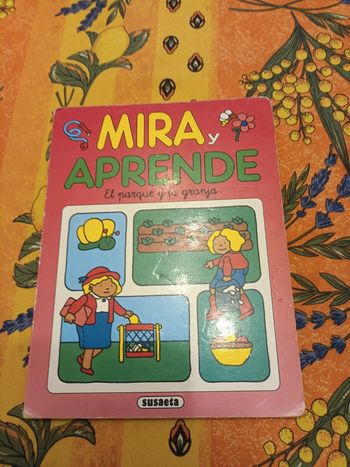 MIRA y
APRENDE
El parque y la granja
susaeta